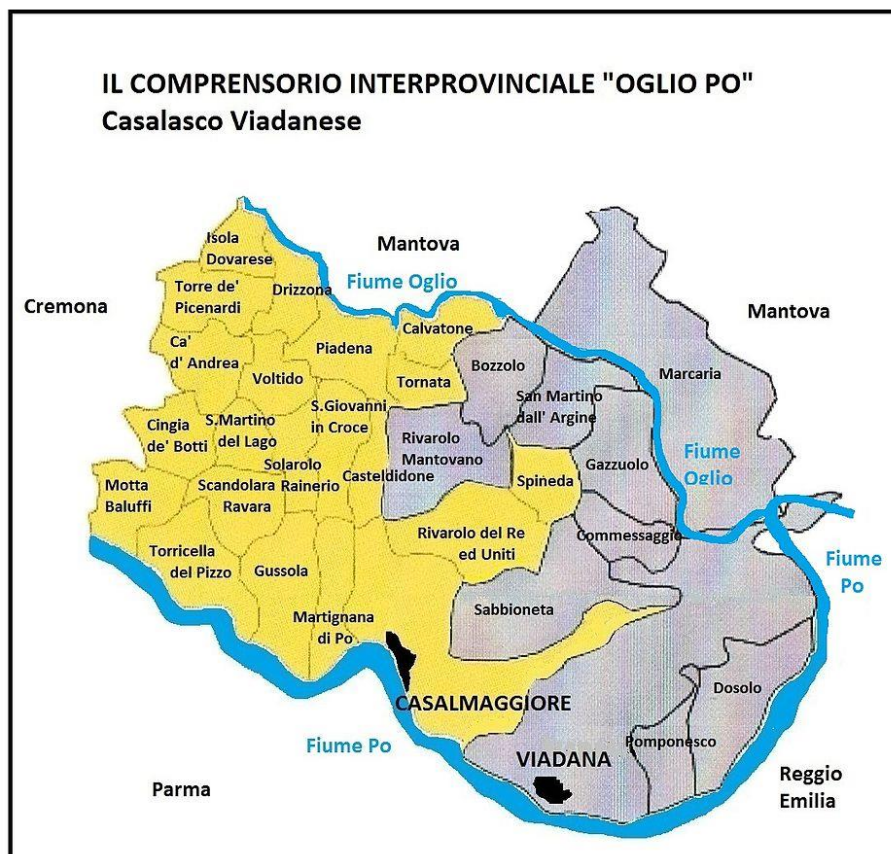 IL COMPRENSORIO INTERPROVINCIALE "OGLIO PO"
Casalasco Viadanese
Isola
Dovarese
Mantova
Fiume Oglio
Torre de'
Picenardi
Drizzona
Cremona
Mantova
Ca'
d' Andrea
Calvatone
Piadena
Bozzolo
Marcaria
Voltido
Tornata
San Martino
dall' Argine
S.Giovanni
in Croce
Cingia
de' Botti
S.Martino
del Lago
Rivarolo
Mantovano
Fiume
Oglio
Gazzuolo
Solarolo
Rainerio
Casteldidone
Spineda
Motta
Baluffi
Scandolara
Ravara
Rivarolo del Re
ed Uniti
Commessaggio
Torricella
del Pizzo
Gussola
Fiume
Po
Sabbioneta
Martignana
di Po
Dosolo
CASALMAGGIORE
Fiume Po
Pomponesco
VIADANA
Parma
Reggio
Emilia